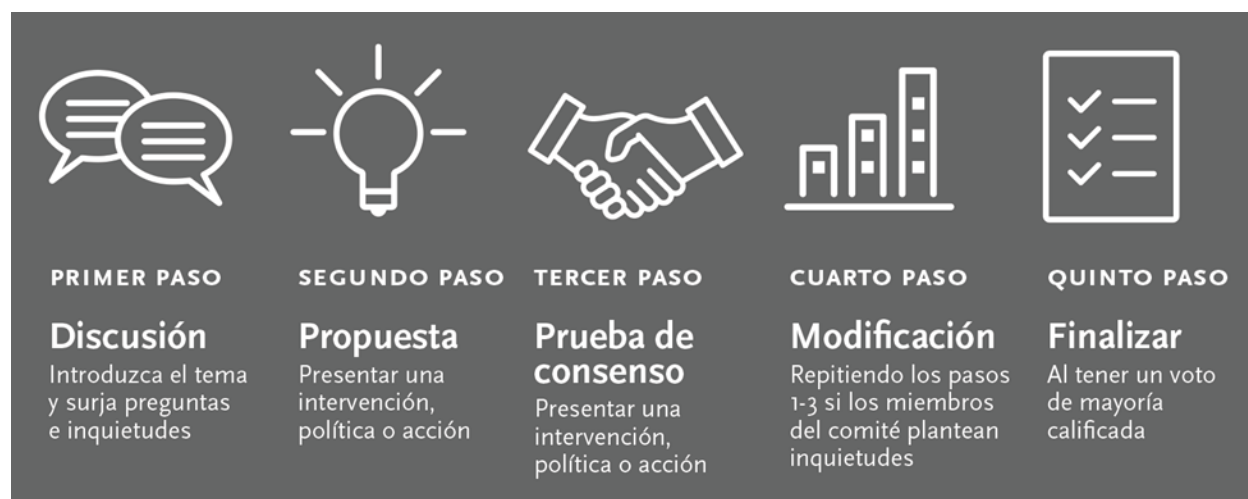 PRIMER PASO
Discusión
Introduzca el tema
y surja preguntas
e inquietudes
SEGUNDO PASO
Propuesta
Presentar una
intervención,
política o acción
TERCER PASO
Prueba de
consenso
Presentar una
intervención,
política o acción
CUARTO PASO
Modificación
Repitiendo los pasos
1-3 si los miembros
del comité plantean
inquietudes
QUINTO PASO
Finalizar
Al tener un voto
de mayoría
calificada